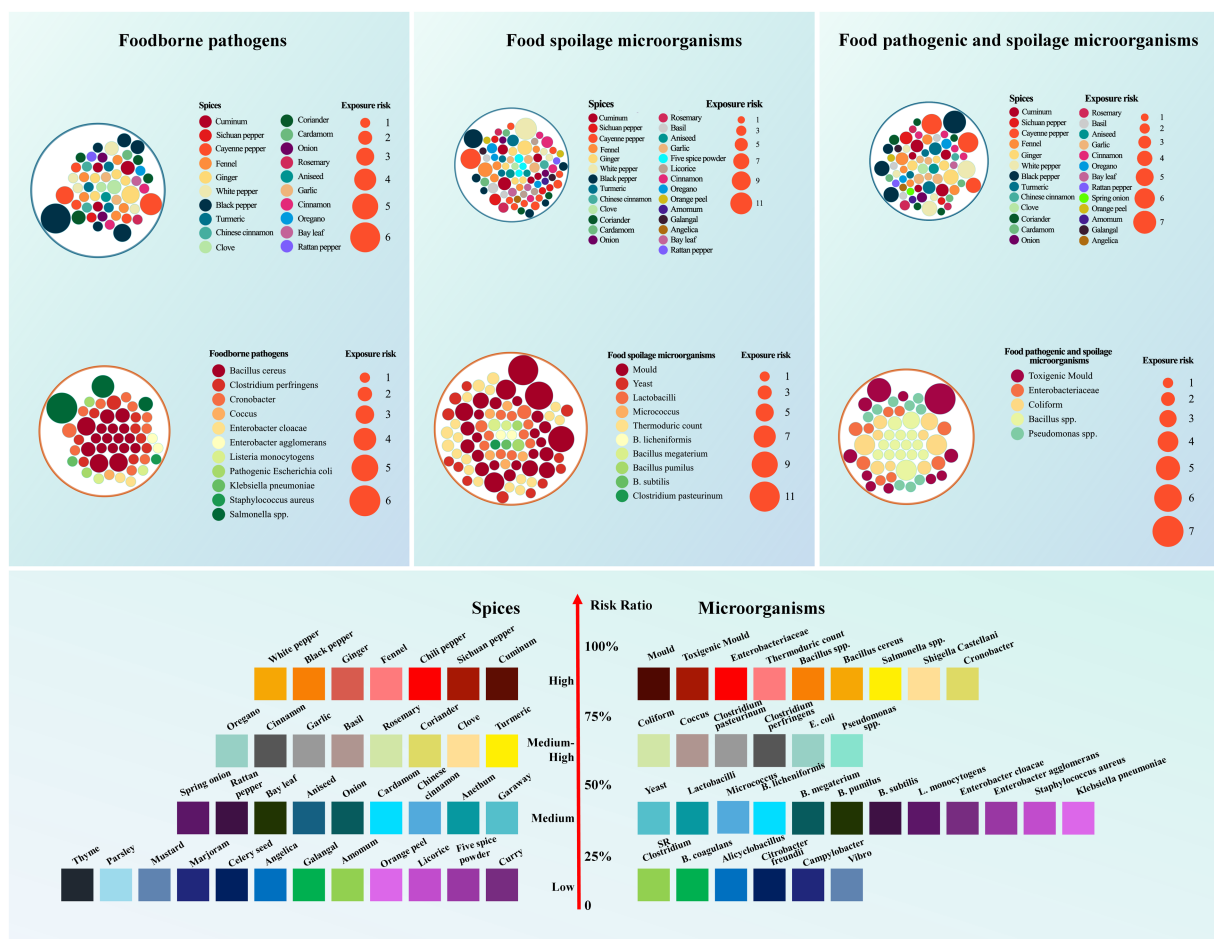 Foodborne pathogens
Spices
Exposure risk
Cuminum
Sichuan pepper
Cayenne pepper
Fennel
Ginger
White pepper
Black pepper
Turmeric
Chinese cinnamon
Clove
Coriander
Cardamom
Onion
Rosemary
Aniseed
Garlic
Cinnamon
Oregano
Bay leaf
Rattan pepper
1
2
3
4
5
6
Foodborne pathogens
Exposure risk
Bacillus cereus
Clostridium perfringens
Cronobacter
Coccus
Enterobacter cloacae
Enterobacter agglomerans
Listeria monocytogens
Pathogenic Escherichia coli
Klebsiella pneumoniae
Staphylococcus aureus
Salmonella spp.
1
2
3
4
5
6
Food spoilage microorganisms
Spices
Exposure risk
Cuminum
Sichuan pepper
Cayenne pepper
Fennel
Ginger
White pepper
Black pepper
Turmeric
Chinese cinnamon
Clove
Coriander
Cardamom
Onion
Rosemary
Basil
Aniseed
Garlic
Five spice powder
Licorice
Cinnamon
Oregano
Orange peel
Amomum
Galangal
Angelica
Bay leaf
Rattan pepper
1
3
5
7
9
11
Food spoilage microorganisms
Exposure risk
Mould
Yeast
Lactobacilli
Micrococcus
Thermoduric count
B. licheniformis
Bacillus megaterium
Bacillus pumilus
B. subtilis
Clostridium pasteurinum
1
3
5
7
9
11
Food pathogenic and spoilage microorganisms
Spices
Exposure risk
Cuminum
Sichuan pepper
Cayenne pepper
Fennel
Ginger
White pepper
Black pepper
Turmeric
Chinese cinnamon
Clove
Coriander
Cardamom
Onion
Rosemary
Basil
Aniseed
Garlic
Cinnamon
Oregano
Bay leaf
Rattan pepper
Spring onion
Orange peel
Amomum
Galangal
Angelica
1
2
3
4
5
6
7
Food pathogenic and spoilage
microorganisms
Exposure risk
Toxigenic Mould
Enterobacteriaceae
Coliform
Bacillus spp.
Pseudomonas spp.
1
2
3
4
5
6
7
Spices
Risk Ratio
Microorganisms
100%
75%
50%
25%
0
White pepper
Black pepper
Ginger
Fennel
Chili pepper
Sichuan pepper
Cuminum
High
Mould
Toxigenic Mould
Enterobacteriaceae
Thermoduric count
Bacillus spp.
Bacillus cereus
Salmonella spp.
Shigella Castellani
Cronobacter
Oregano
Cinnamon
Garlic
Basil
Rosemary
Coriander
Clove
Turmeric
Medium-
High
Coliform
Coccus
Clostridium
pasteurinum
Clostridium
perfringens
E. coli
Pseudomonas
spp.
Spring onion
Rattan
pepper
Bay leaf
Aniseed
Onion
Cardamom
Chinese
cinnamon
Anethum
Garaway
Medium
Yeast
Lactobacilli
Micrococcus
B. licheniformis
B. megaterium
B. pumilus
B. subtilis
L. monocytogens
Enterobacter cloacae
Enterobacter agglomerans
Staphylococcus aureus
Klebsiella pneumoniae
Thyme
Parsley
Mustard
Marjoram
Celery seed
Angelica
Galangal
Amomum
Orange peel
Licorice
Five spice
powder
Curry
Low
SR
Clostridium
B. coagulans
Alicyclobacillus
Citrobacter
freundii
Campylobacter
Vibro